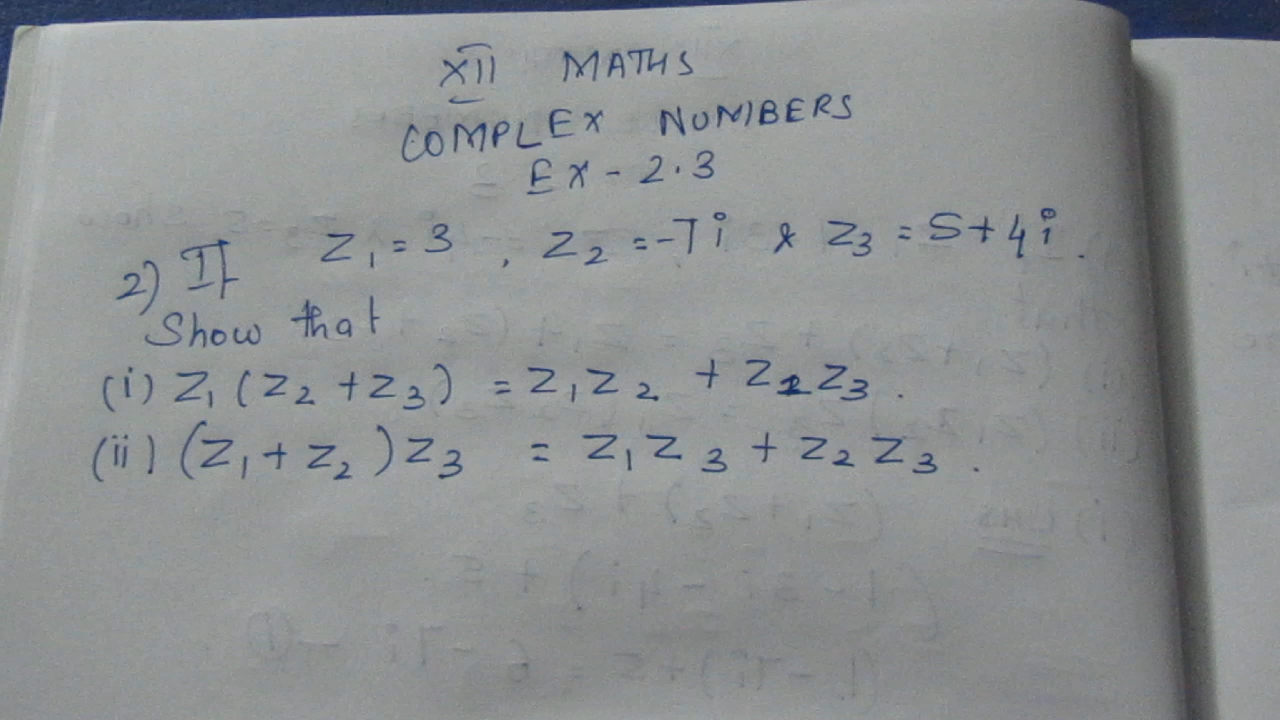 XII MATHS
COMPLEX NUMBERS
EX - 2.3
2) If Z₁ = 3 , Z₂ = -7i & Z₃ = 5+4i .
Show that
(i) Z₁ (Z₂ + Z₃) = Z₁Z₂ + Z₂Z₃ .
(ii) (Z₁ + Z₂)Z₃ = Z₁Z₃ + Z₂Z₃ .